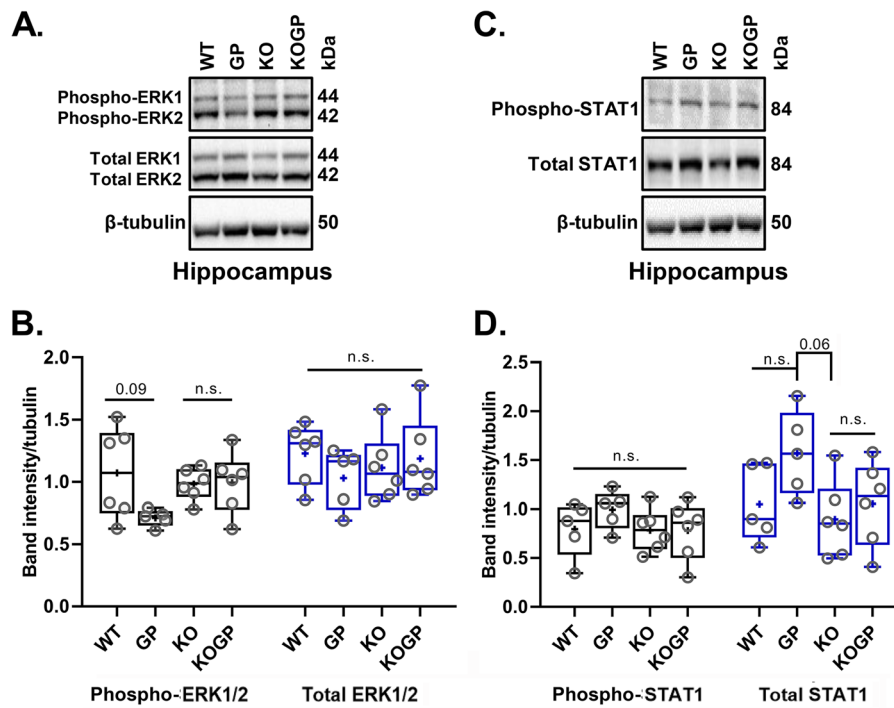 A.
WT GP KO KOGP kDa
Phospho-ERK1 44
Phospho-ERK2 42
Total ERK1 44
Total ERK2 42
β-tubulin 50
Hippocampus
C.
WT GP KO KOGP kDa
Phospho-STAT1 84
Total STAT1 84
β-tubulin 50
Hippocampus
B.
Band intensity/tubulin
2.0
1.5
1.0
0.5
0.0
0.09
n.s.
n.s.
WT GP KO KOGP WT GP KO KOGP
Phospho-ERK1/2 Total ERK1/2
D.
Band intensity/tubulin
2.5
2.0
1.5
1.0
0.5
0.0
n.s.
n.s.
0.06
n.s.
WT GP KO KOGP WT GP KO KOGP
Phospho-STAT1 Total STAT1